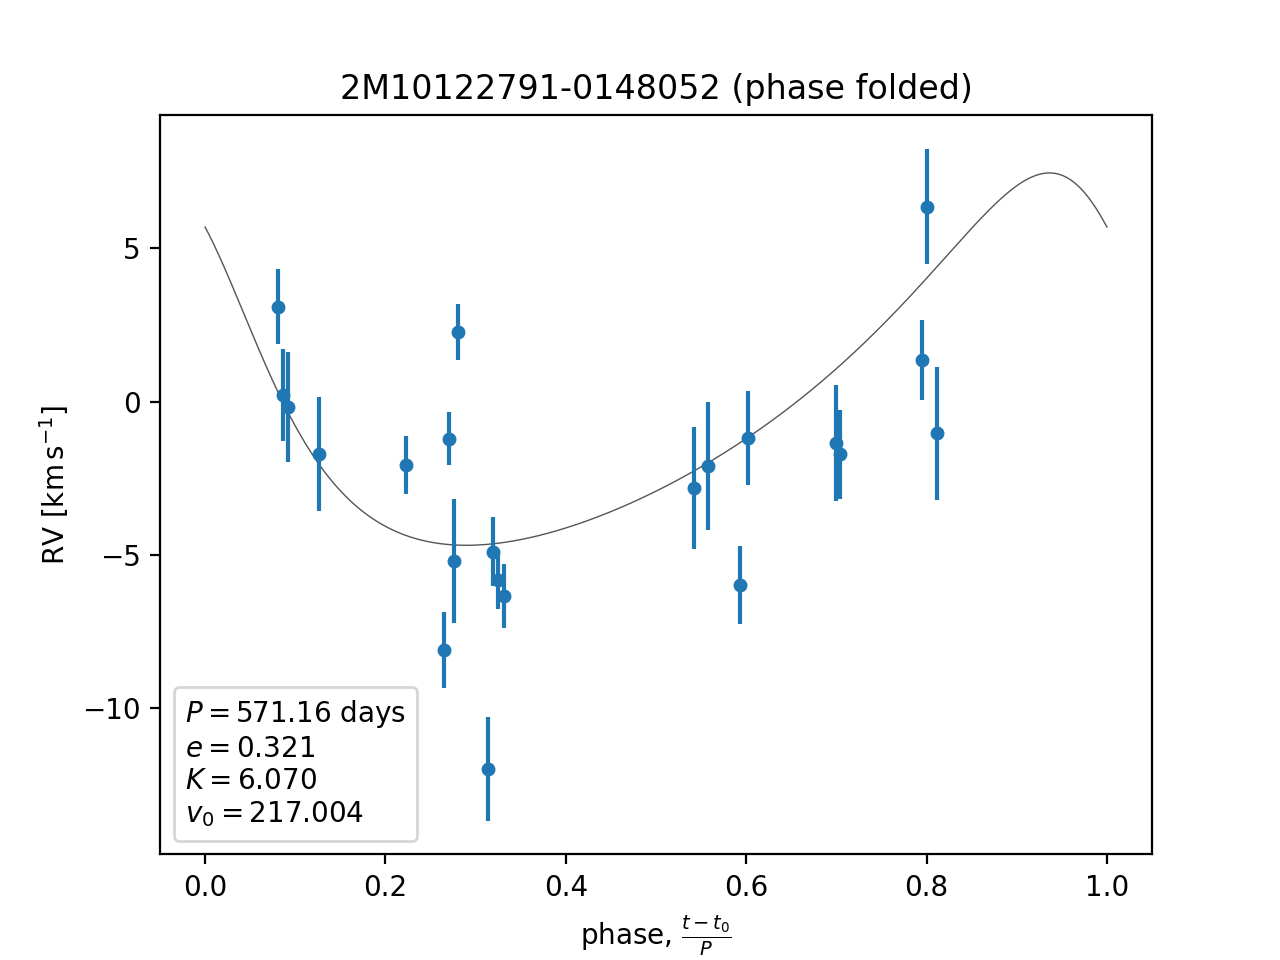 2M10122791-0148052 (phase folded)
RV [km s⁻¹]
5
0
−5
−10
P = 571.16 days
e = 0.321
K = 6.070
v₀ = 217.004
0.0 0.2 0.4 0.6 0.8 1.0
phase, (t − t₀)/P